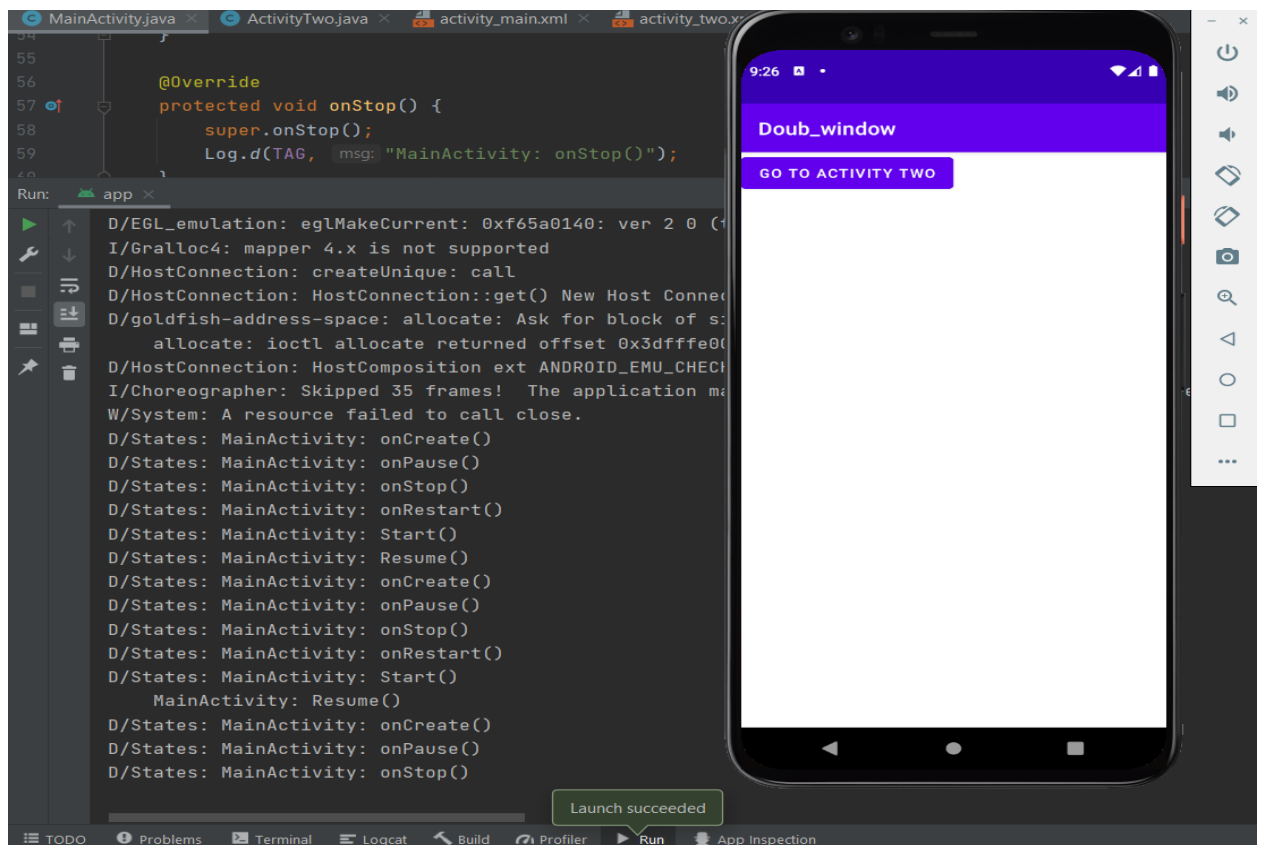 MainActivity.java
ActivityTwo.java
activity_main.xml
activity_two.x
54 }
55
56 @Override
57 protected void onStop() {
58 super.onStop();
59 Log.d(TAG, msg: "MainActivity: onStop()");
60 }
Run: app
D/EGL_emulation: eglMakeCurrent: 0xf65a0140: ver 2 0 (
I/Gralloc4: mapper 4.x is not supported
D/HostConnection: createUnique: call
D/HostConnection: HostConnection::get() New Host Connec
D/goldfish-address-space: allocate: Ask for block of si
allocate: ioctl allocate returned offset 0x3dfffe00
D/HostConnection: HostComposition ext ANDROID_EMU_CHECK
I/Choreographer: Skipped 35 frames! The application ma
W/System: A resource failed to call close.
D/States: MainActivity: onCreate()
D/States: MainActivity: onPause()
D/States: MainActivity: onStop()
D/States: MainActivity: onRestart()
D/States: MainActivity: Start()
D/States: MainActivity: Resume()
D/States: MainActivity: onCreate()
D/States: MainActivity: onPause()
D/States: MainActivity: onStop()
D/States: MainActivity: onRestart()
D/States: MainActivity: Start()
MainActivity: Resume()
D/States: MainActivity: onCreate()
D/States: MainActivity: onPause()
D/States: MainActivity: onStop()
9:26
Doub_window
GO TO ACTIVITY TWO
Launch succeeded
TODO Problems Terminal Logcat Build Profiler Run App Inspection